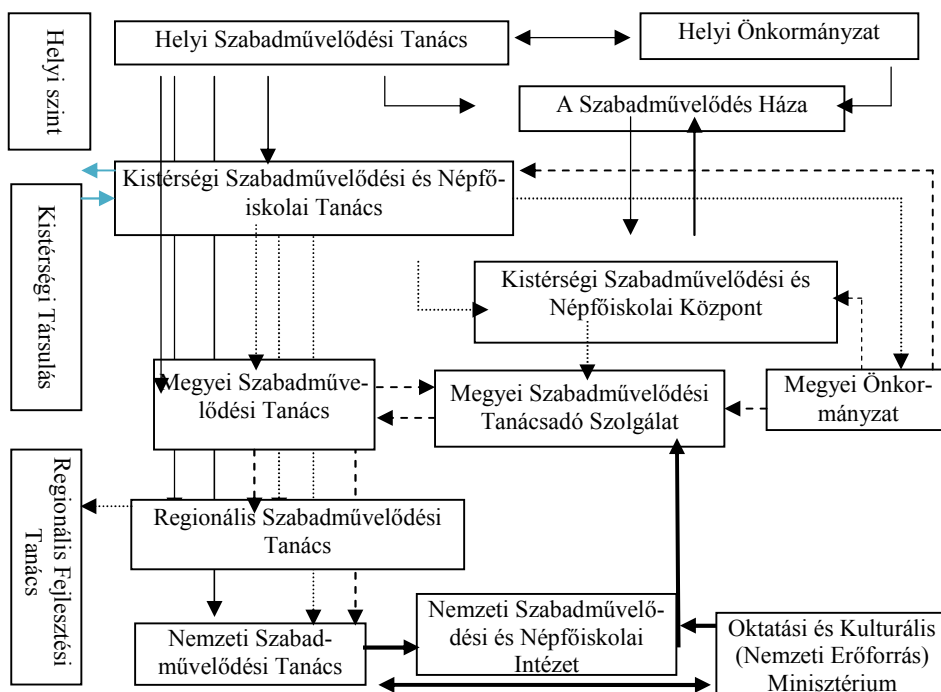 Helyi szint
Helyi Szabadművelődési Tanács
Helyi Önkormányzat
A Szabadművelődés Háza
Kistérségi Társulás
Kistérségi Szabadművelődési és Népfő-
iskolai Tanács
Kistérségi Szabadművelődési és
Népfőiskolai Központ
Megyei Szabadműve-
lődési Tanács
Megyei Szabadművelődési
Tanácsadó Szolgálat
Megyei Önkor-
mányzat
Regionális Fejlesztési
Tanács
Regionális Szabadművelődési
Tanács
Nemzeti Szabad-
művelődési Tanács
Nemzeti Szabadművelő-
dési és Népfőiskolai
Intézet
Oktatási és Kulturális
(Nemzeti Erőforrás)
Minisztérium